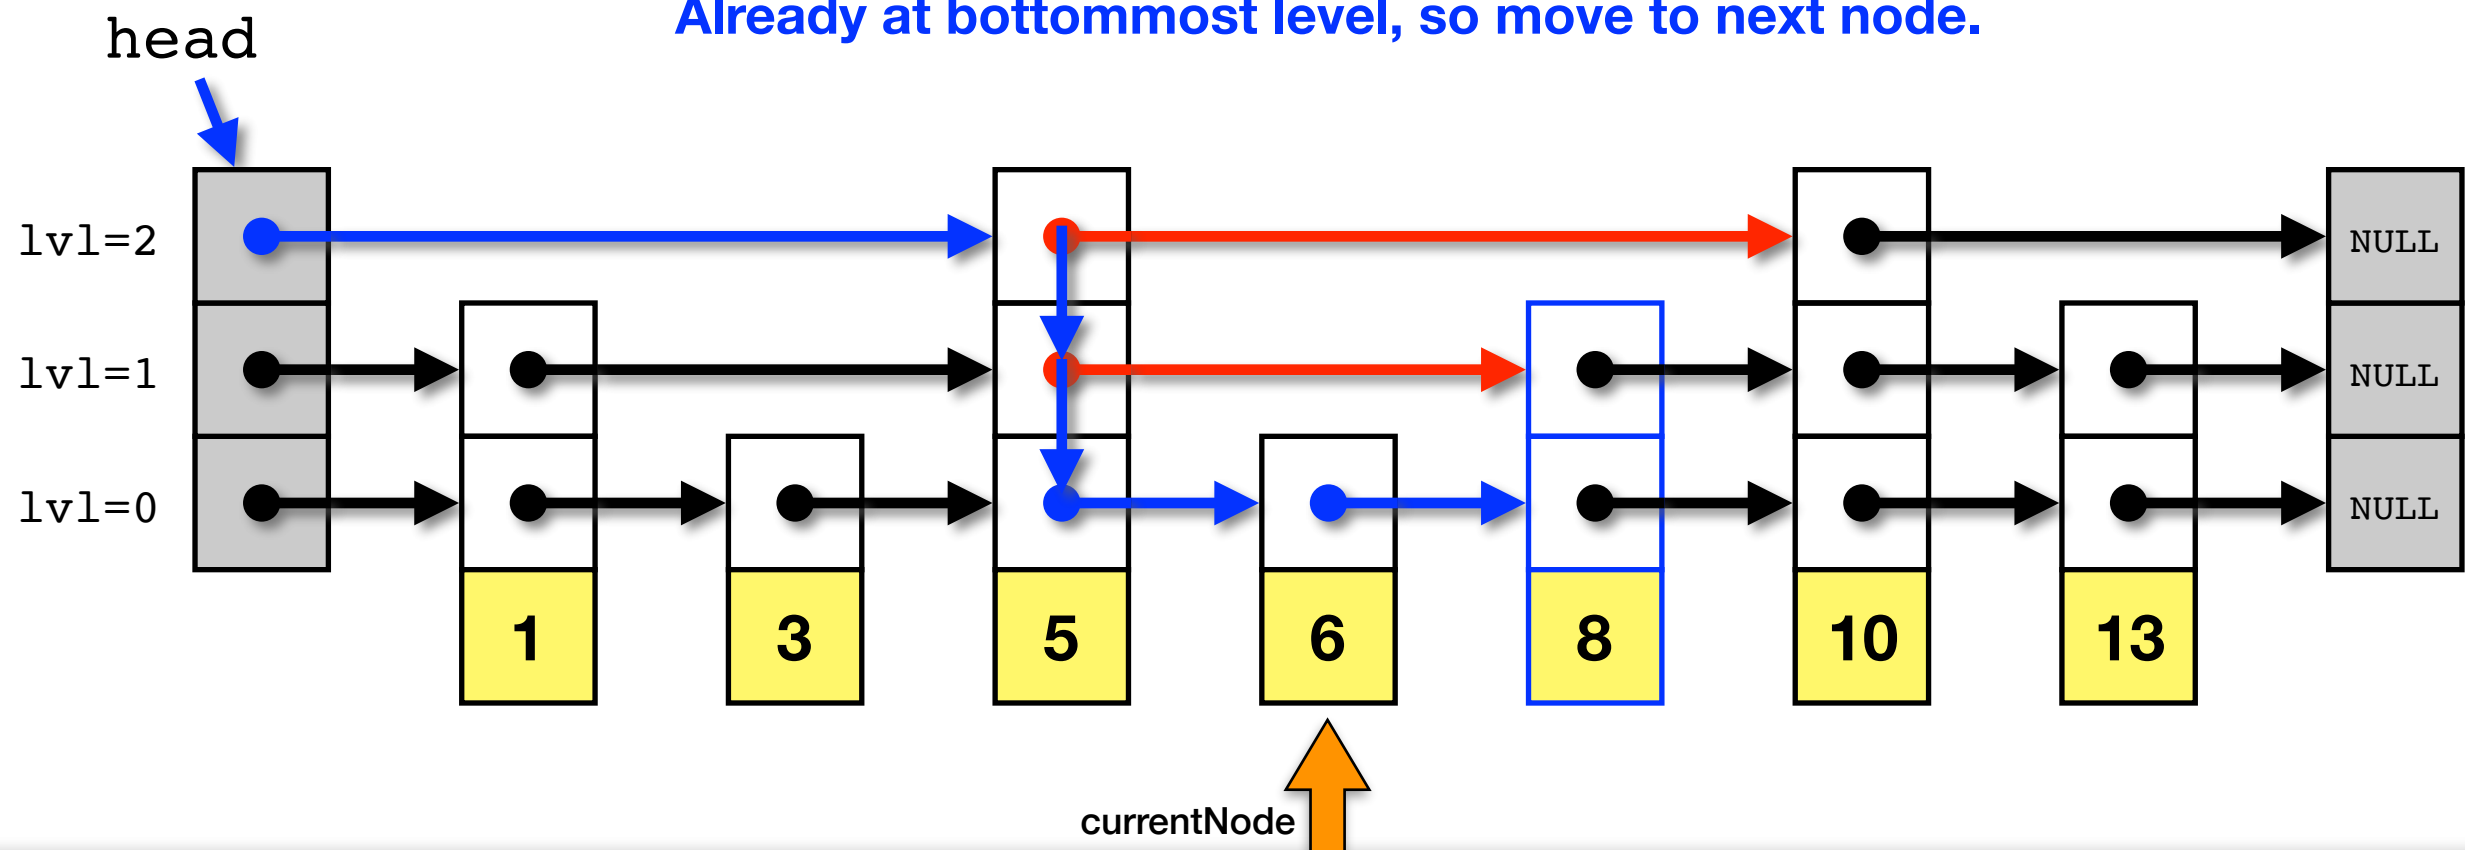 Already at bottommost level, so move to next node.
head
lvl=2
NULL
lvl=1
NULL
lvl=0
NULL
1
3
5
6
8
10
13
currentNode